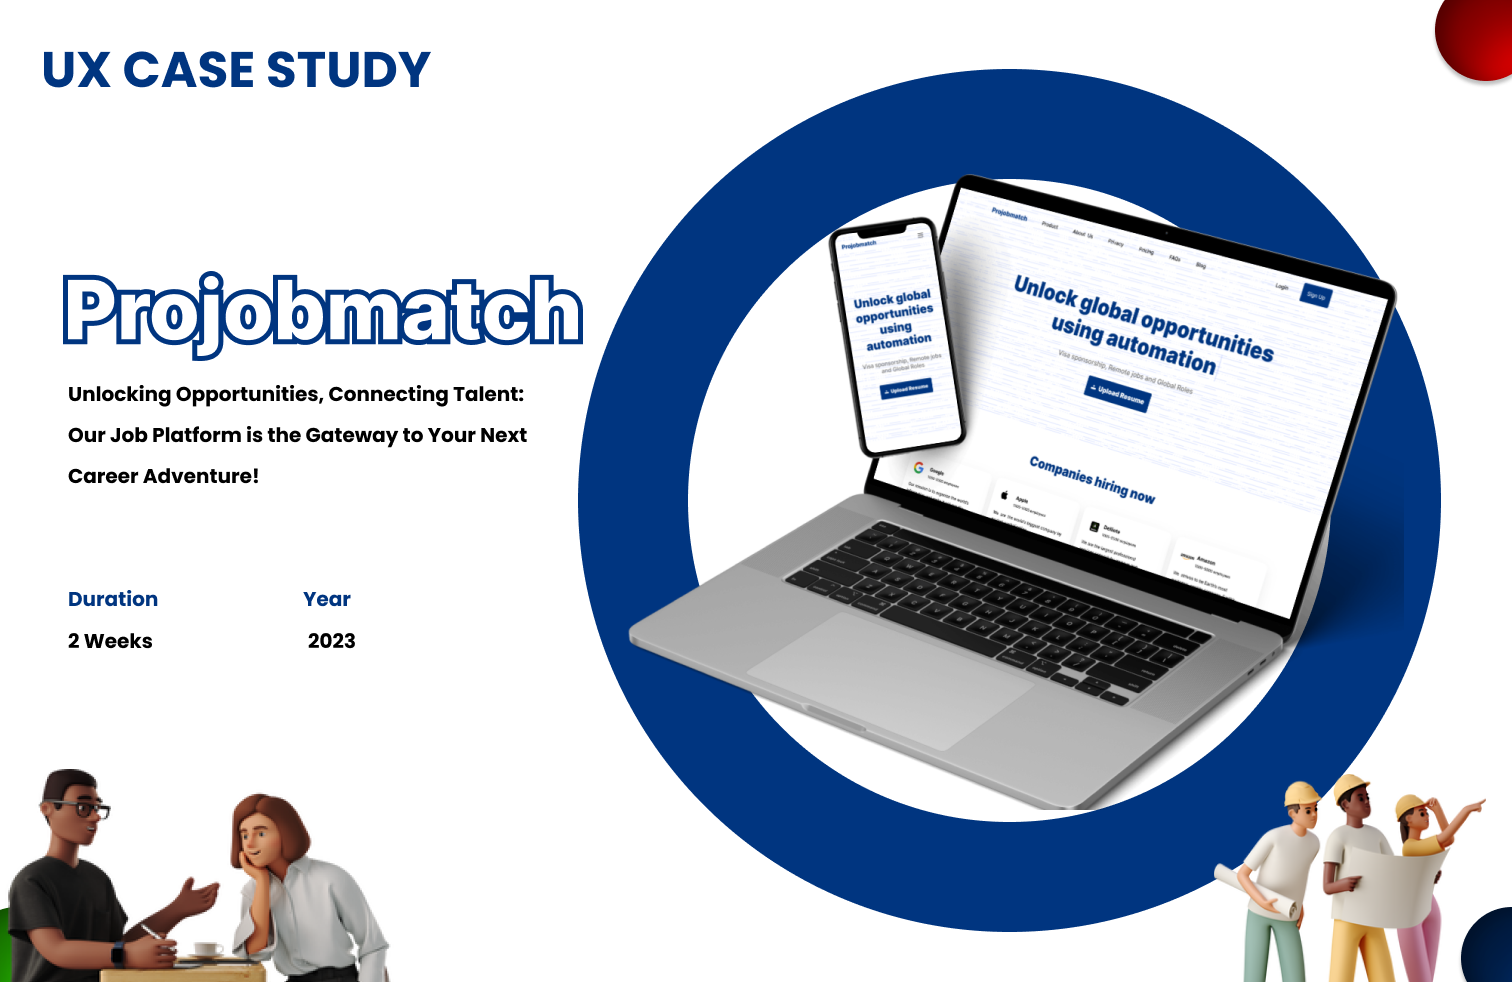 UX CASE STUDY
Projobmatch
Unlocking Opportunities, Connecting Talent:
Our Job Platform is the Gateway to Your Next
Career Adventure!
Duration
Year
2 Weeks
2023
Projobmatch
Unlock global
opportunities
using
automation
Visa sponsorship, Remote jobs
and Global Roles
Upload Resume
Projobmatch
Product
About Us
Privacy
Pricing
FAQs
Blog
Login
Sign Up
Unlock global opportunities
using automation
Visa sponsorship, Remote jobs and Global Roles
Upload Resume
Companies hiring now
Google
Apple
Deloitte
Amazon